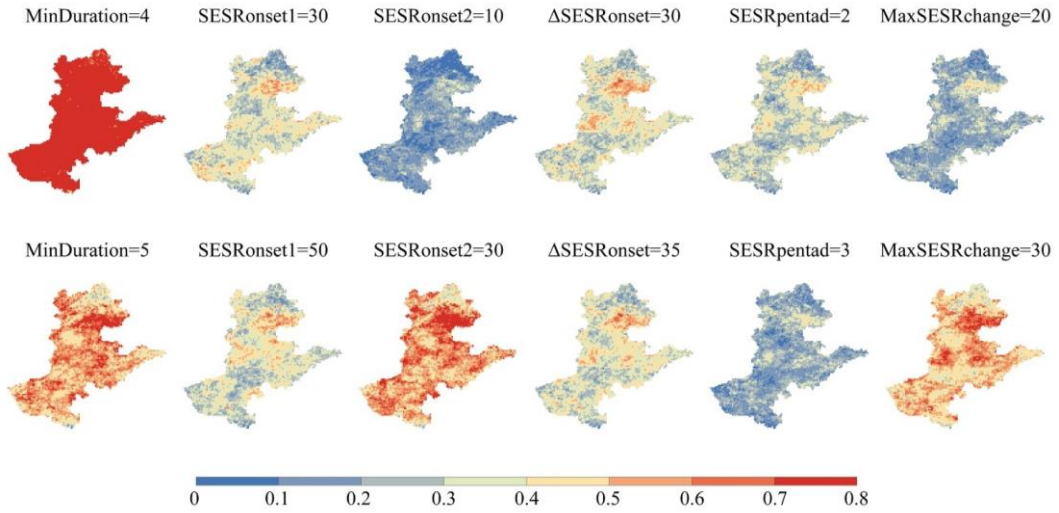 MinDuration=4 SESRonset1=30 SESRonset2=10 ΔSESRonset=30 SESRpentad=2 MaxSESRchange=20
MinDuration=5 SESRonset1=50 SESRonset2=30 ΔSESRonset=35 SESRpentad=3 MaxSESRchange=30
0 0.1 0.2 0.3 0.4 0.5 0.6 0.7 0.8